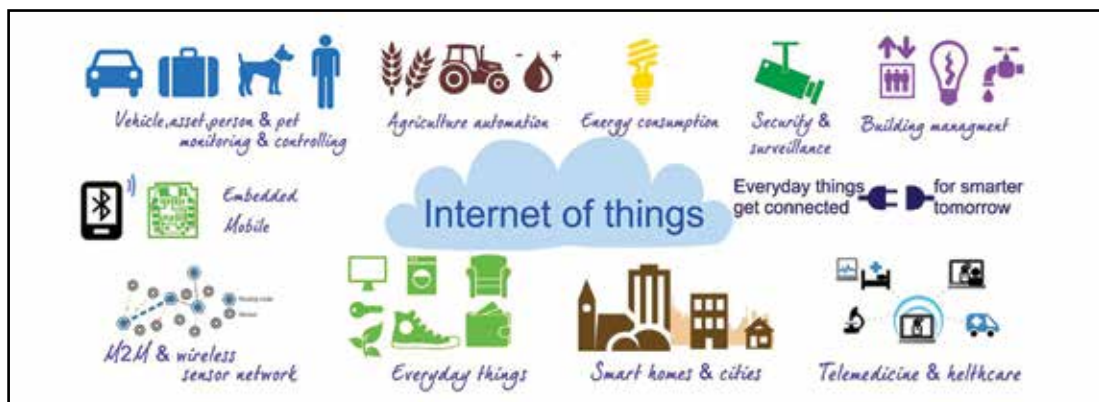 Vehicle,asset,person & pet
monitoring & controlling
Agriculture automation
Energy consumption
Security &
surveillance
Building managment
Embedded
Mobile
Internet of things
Everyday things
get connected
for smarter
tomorrow
M2M & wireless
sensor network
Everyday things
Smart homes & cities
Telemedicine & helthcare